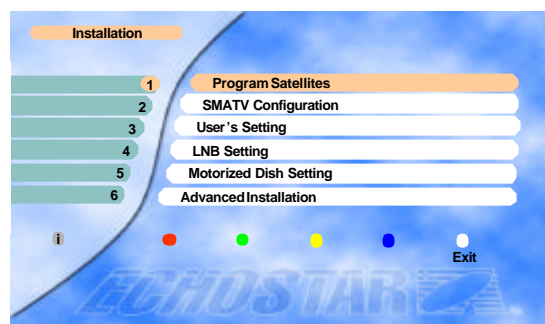 Installation
1 Program Satellites
2 SMATV Configuration
3 User's Setting
4 LNB Setting
5 Motorized Dish Setting
6 Advanced Installation
i
Exit
ECHOSTAR